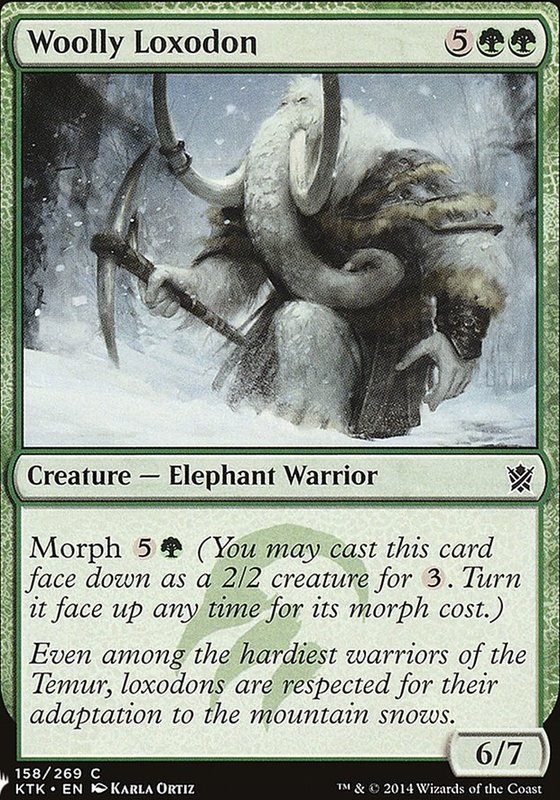 Woolly Loxodon 5
Creature — Elephant Warrior
Morph 5 (You may cast this card
face down as a 2/2 creature for 3. Turn
it face up any time for its morph cost.)
Even among the hardiest warriors of the
Temur, loxodons are respected for their
adaptation to the mountain snows.
6/7
158/269 C
KTK • EN Karla Ortiz
™ & © 2014 Wizards of the Coast